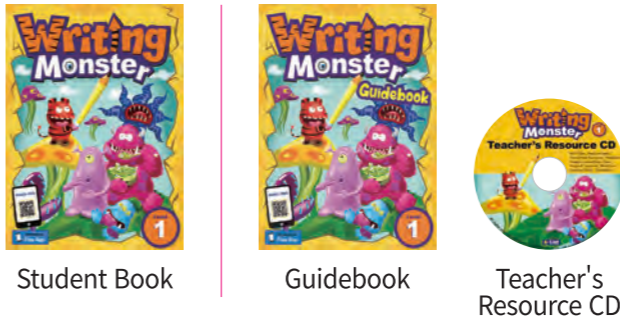 Writing
Monster
1
Writing
Monster
Guidebook
1
Writing
Monster 1
Teacher's Resource CD
Student Book
Guidebook
Teacher's
Resource CD